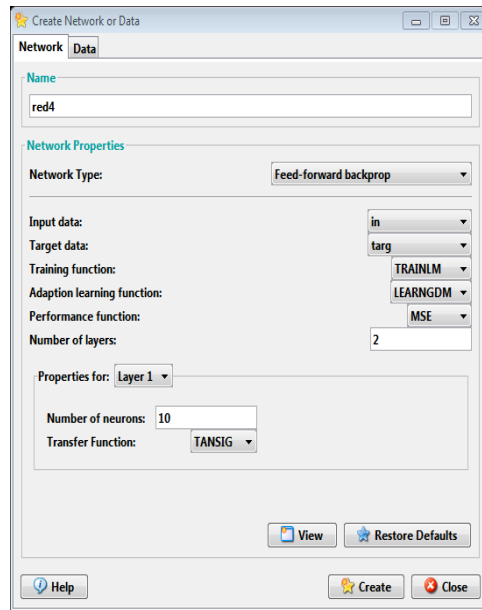 Create Network or Data
Network Data
Name
red4
Network Properties
Network Type: Feed-forward backprop
Input data: in
Target data: targ
Training function: TRAINLM
Adaption learning function: LEARNGDM
Performance function: MSE
Number of layers: 2
Properties for: Layer 1
Number of neurons: 10
Transfer Function: TANSIG
View Restore Defaults
Help Create Close